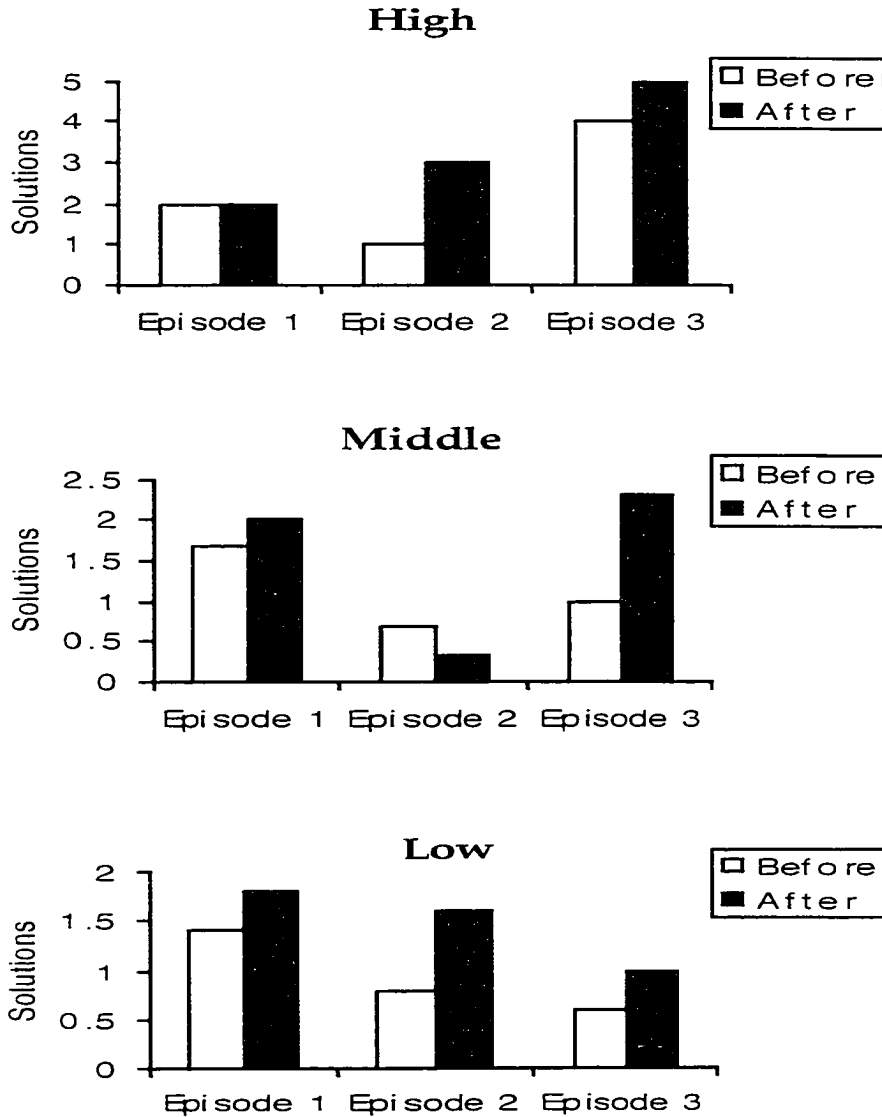 High
Before
After
Solutions
5
4
3
2
1
0
Episode 1 Episode 2 Episode 3
Middle
Before
After
Solutions
2.5
2
1.5
1
0.5
0
Episode 1 Episode 2 Episode 3
Low
Before
After
Solutions
2
1.5
1
0.5
0
Episode 1 Episode 2 Episode 3